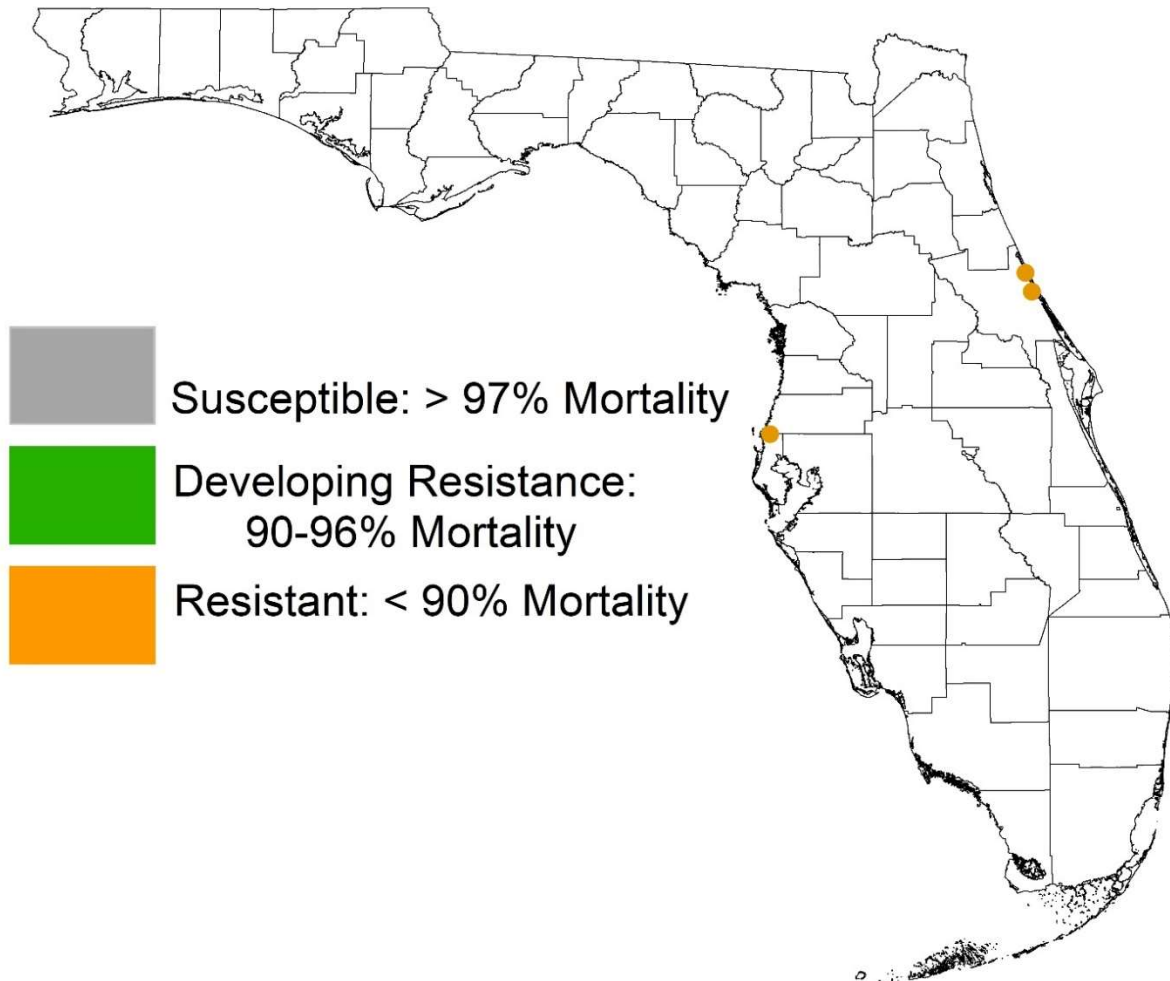 Susceptible: > 97% Mortality
Developing Resistance:
90-96% Mortality
Resistant: < 90% Mortality